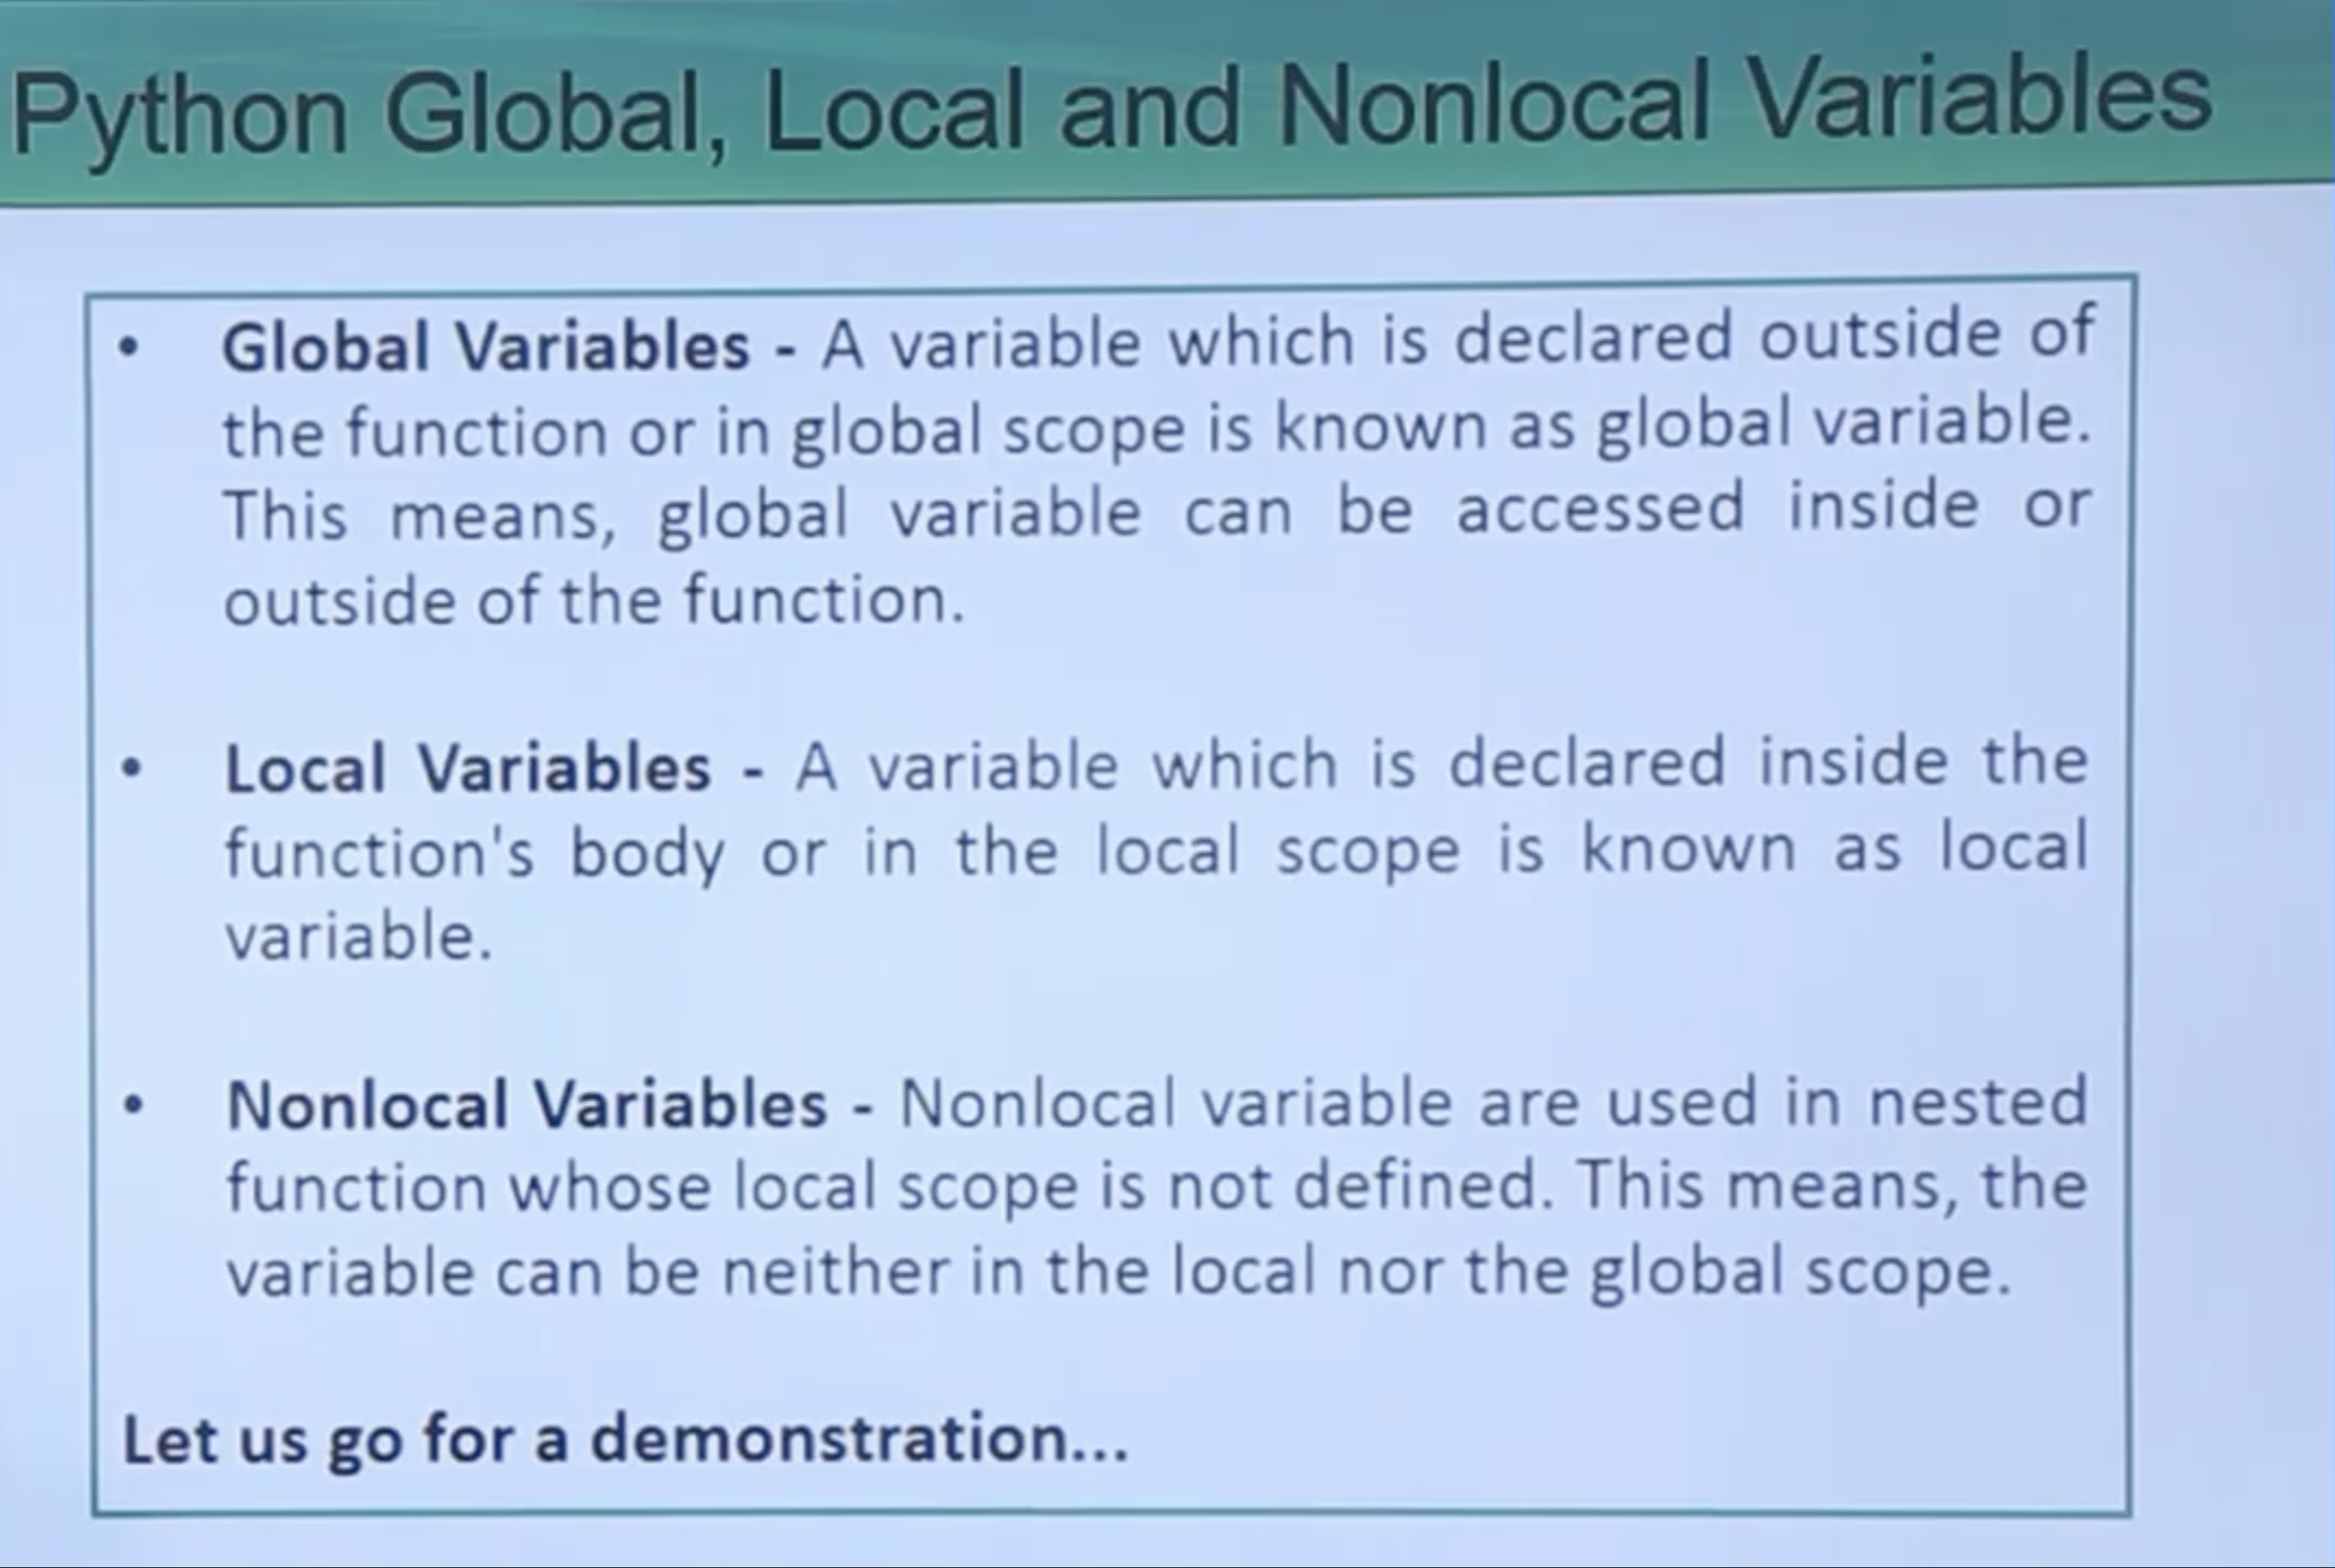 Python Global, Local and Nonlocal Variables
• Global Variables - A variable which is declared outside of
the function or in global scope is known as global variable.
This means, global variable can be accessed inside or
outside of the function.
• Local Variables - A variable which is declared inside the
function's body or in the local scope is known as local
variable.
• Nonlocal Variables - Nonlocal variable are used in nested
function whose local scope is not defined. This means, the
variable can be neither in the local nor the global scope.
Let us go for a demonstration...